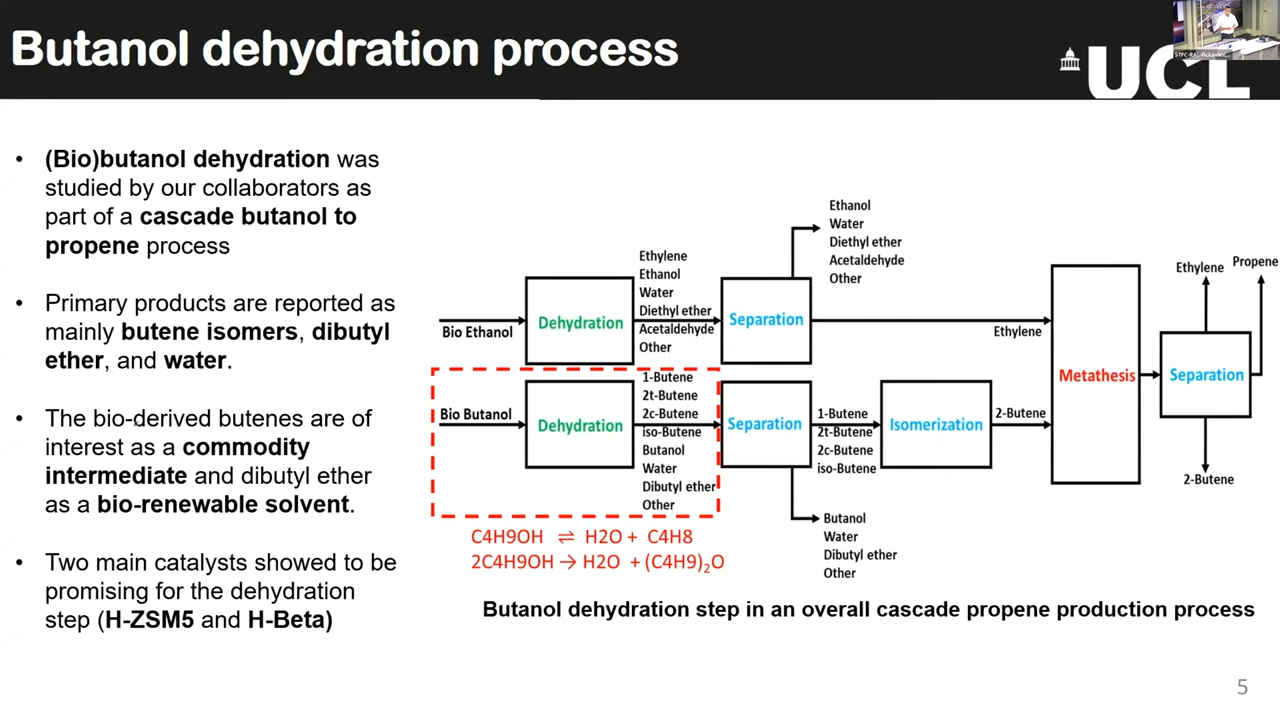 Butanol dehydration process
UCL
• (Bio)butanol dehydration was
studied by our collaborators as
part of a cascade butanol to
propene process
• Primary products are reported as
mainly butene isomers, dibutyl
ether, and water.
• The bio-derived butenes are of
interest as a commodity
intermediate and dibutyl ether
as a bio-renewable solvent.
• Two main catalysts showed to be
promising for the dehydration
step (H-ZSM5 and H-Beta)
Bio Ethanol
Dehydration
Ethylene
Ethanol
Water
Diethyl ether
Acetaldehyde
Other
Separation
Ethanol
Water
Diethyl ether
Acetaldehyde
Other
Ethylene
Bio Butanol
Dehydration
1-Butene
2t-Butene
2c-Butene
iso-Butene
Butanol
Water
Dibutyl ether
Other
Separation
1-Butene
2t-Butene
2c-Butene
iso-Butene
Butanol
Water
Dibutyl ether
Other
Isomerization
2-Butene
Metathesis
Separation
Ethylene
Propene
2-Butene
C4H9OH ⇌ H2O + C4H8
2C4H9OH → H2O + (C4H9)₂O
Butanol dehydration step in an overall cascade propene production process
5